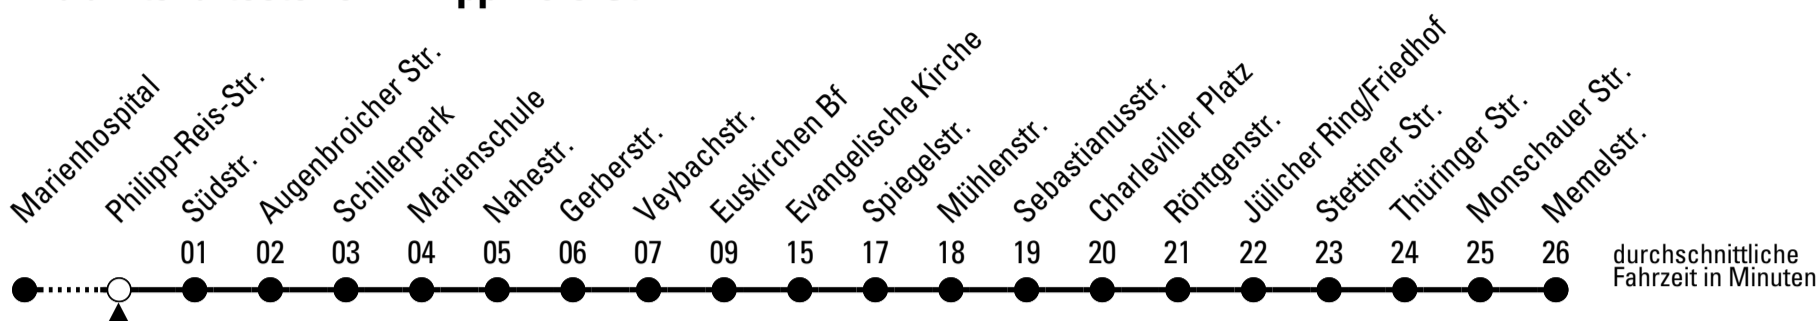 Marienhospital
Philipp-Reis-Str.
Südstr.
Augenbroicher Str.
Schillerpark
Marienschule
Nahestr.
Gerberstr.
Veybachstr.
Euskirchen Bf
Evangelische Kirche
Spiegelstr.
Mühlenstr.
Sebastianusstr.
Charleviller Platz
Röntgenstr.
Jülicher Ring/Friedhof
Stettiner Str.
Thüringer Str.
Monschauer Str.
Memelstr.
01 02 03 04 05 06 07 09 15 17 18 19 20 21 22 23 24 25 26
durchschnittliche
Fahrzeit in Minuten